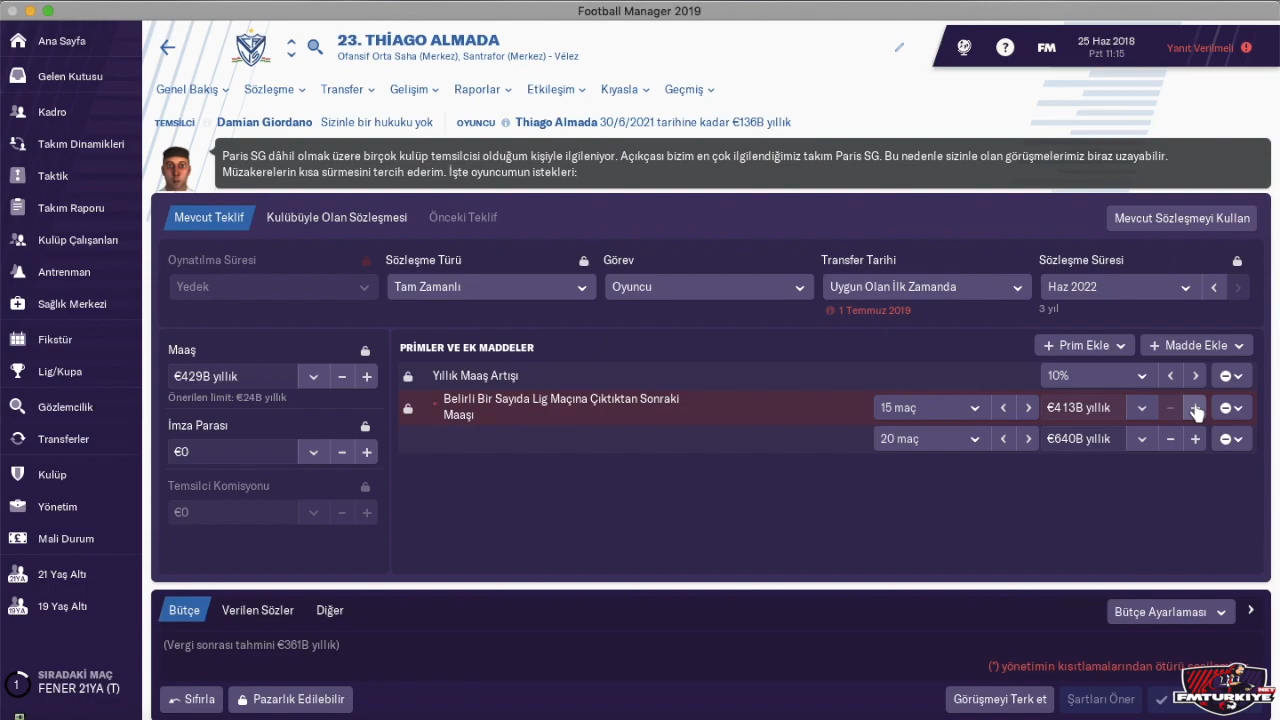 Football Manager 2019
Ana Sayfa
Gelen Kutusu
Kadro
Takım Dinamikleri
Taktik
Takım Raporu
Kulüp Çalışanları
Antrenman
Sağlık Merkezi
Fikstür
Lig/Kupa
Gözlemcilik
Transferler
Kulüp
Yönetim
Mali Durum
21YA 21 Yaş Altı
19YA 19 Yaş Altı
1 SIRADAKİ MAÇ
FENER 21YA (T)
23. THİAGO ALMADA
Ofansif Orta Saha (Merkez), Santrafor (Merkez) - Vélez
? FM
25 Haz 2018
Pzt 11:15
Yanıt Verilmeli
Genel Bakış Sözleşme Transfer Gelişim Raporlar Etkileşim Kıyasla Geçmiş
TEMSİLCİ Damian Giordano Sizinle bir hukuku yok OYUNCU Thiago Almada 30/6/2021 tarihine kadar €136B yıllık
Paris SG dâhil olmak üzere birçok kulüp temsilcisi olduğum kişiyle ilgileniyor. Açıkçası bizim en çok ilgilendiğimiz takım Paris SG. Bu nedenle sizinle olan görüşmelerimiz biraz uzayabilir.
Müzakerelerin kısa sürmesini tercih ederim. İşte oyuncumun istekleri:
Mevcut Teklif Kulübüyle Olan Sözleşmesi Önceki Teklif Mevcut Sözleşmeyi Kullan
Oynatılma Süresi Sözleşme Türü Görev Transfer Tarihi Sözleşme Süresi
Yedek Tam Zamanlı Oyuncu Uygun Olan İlk Zamanda Haz 2022
1 Temmuz 2019 3 yıl
Maaş
€429B yıllık
Önerilen limit: €24B yıllık
İmza Parası
€0
Temsilci Komisyonu
€0
PRİMLER VE EK MADDELER + Prim Ekle + Madde Ekle
Yıllık Maaş Artışı 10%
* Belirli Bir Sayıda Lig Maçına Çıktıktan Sonraki
Maaşı 15 maç €413B yıllık
20 maç €640B yıllık
Bütçe Verilen Sözler Diğer Bütçe Ayarlaması
(Vergi sonrası tahmini €361B yıllık)
(*) yönetimin kısıtlamalarından ötürü
Sıfırla Pazarlık Edilebilir Görüşmeyi Terk et Şartları Öner
FMTURKIYE.NET